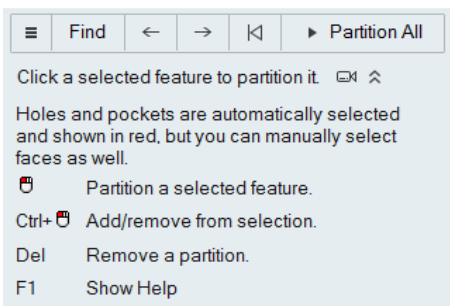 Find Partition All
Click a selected feature to partition it.
Holes and pockets are automatically selected
and shown in red, but you can manually select
faces as well.
Partition a selected feature.
Ctrl+ Add/remove from selection.
Del Remove a partition.
F1 Show Help